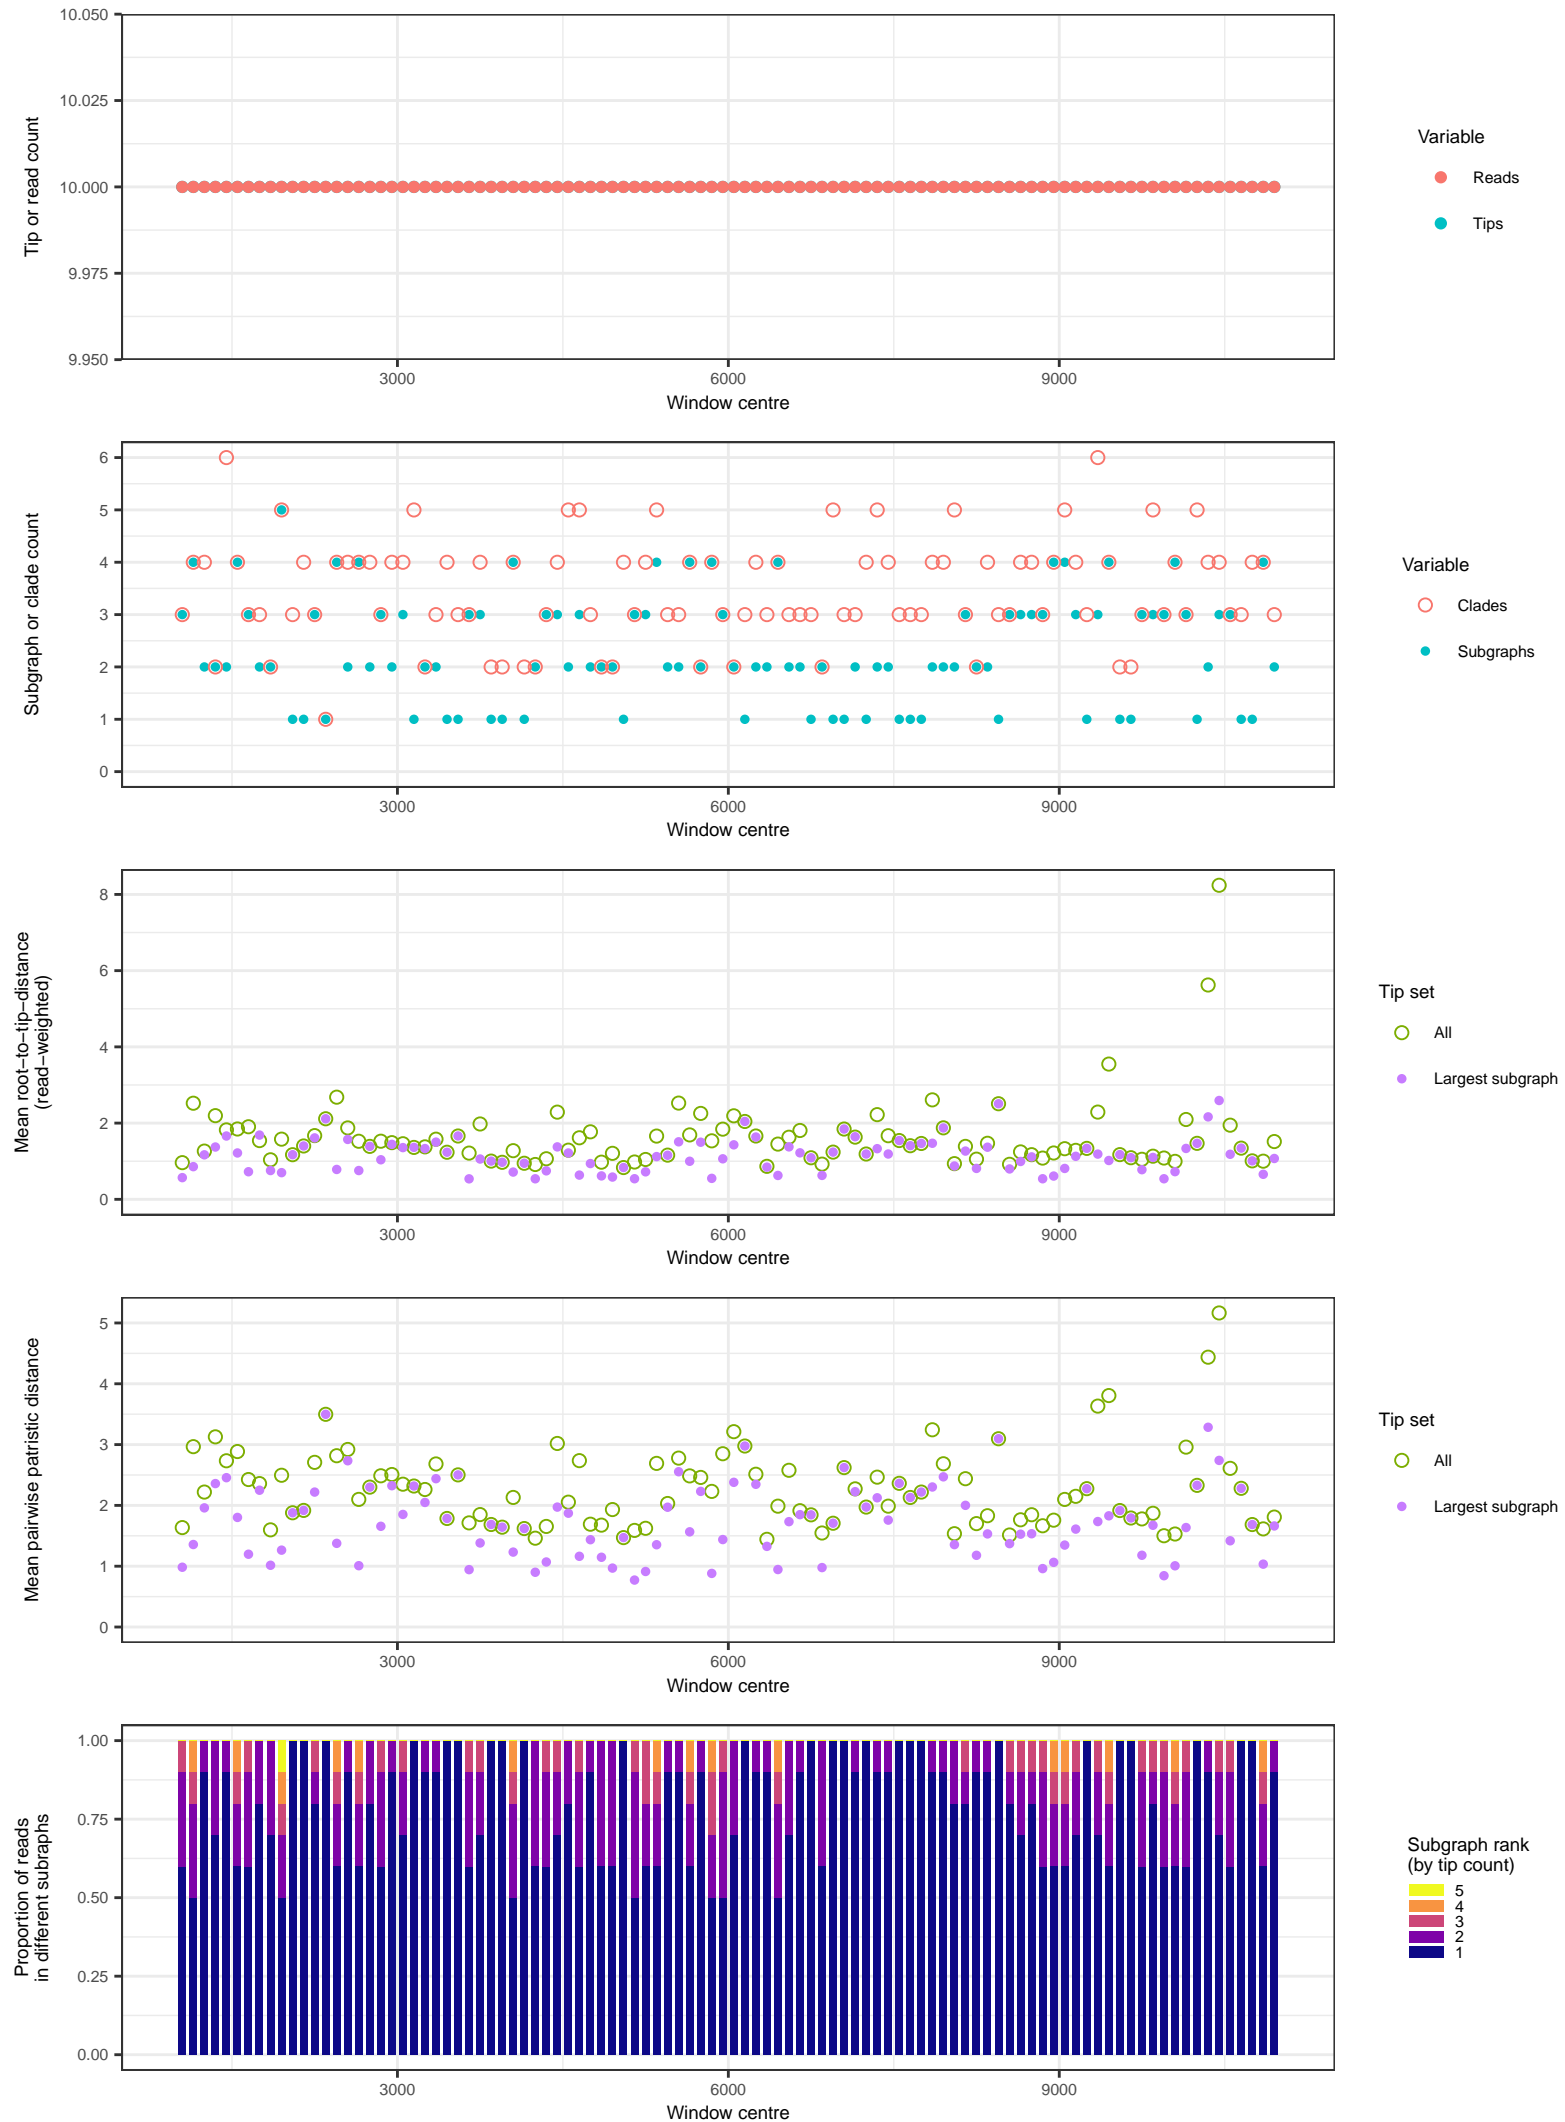 10.050
10.025
10.000
9.975
9.950
Tip or read count
3000 6000 9000
Window centre
Variable
Reads
Tips
6
5
4
3
2
1
0
Subgraph or clade count
3000 6000 9000
Window centre
Variable
Clades
Subgraphs
8
6
4
2
0
Mean root−to−tip−distance
(read−weighted)
3000 6000 9000
Window centre
Tip set
All
Largest subgraph
5
4
3
2
1
0
Mean pairwise patristic distance
3000 6000 9000
Window centre
Tip set
All
Largest subgraph
1.00
0.75
0.50
0.25
0.00
Proportion of reads
in different subraphs
3000 6000 9000
Window centre
Subgraph rank
(by tip count)
5
4
3
2
1